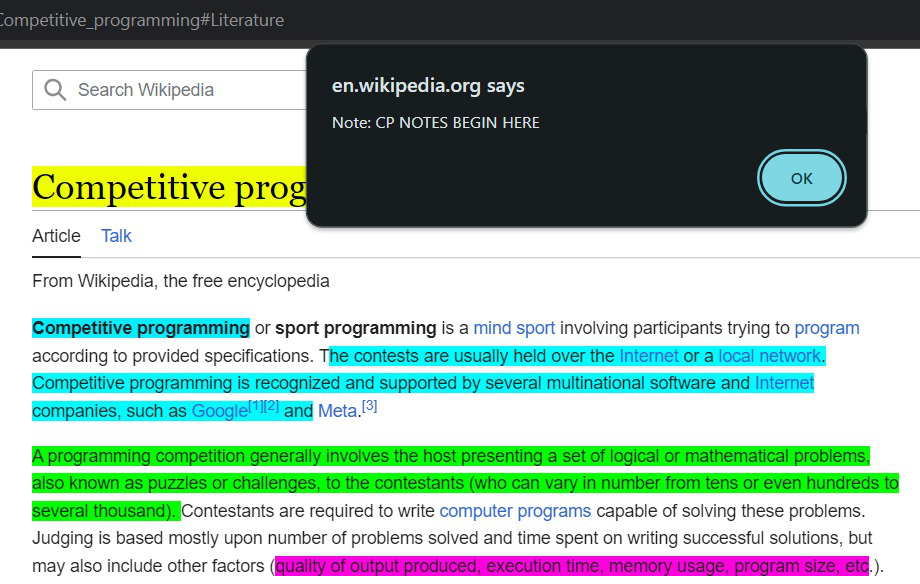 Competitive_programming#Literature
Search Wikipedia
en.wikipedia.org says
Note: CP NOTES BEGIN HERE
OK
Competitive prog
Article Talk
From Wikipedia, the free encyclopedia
Competitive programming or sport programming is a mind sport involving participants trying to program
according to provided specifications. The contests are usually held over the Internet or a local network.
Competitive programming is recognized and supported by several multinational software and Internet
companies, such as Google[1][2] and Meta.[3]
A programming competition generally involves the host presenting a set of logical or mathematical problems,
also known as puzzles or challenges, to the contestants (who can vary in number from tens or even hundreds to
several thousand). Contestants are required to write computer programs capable of solving these problems.
Judging is based mostly upon number of problems solved and time spent on writing successful solutions, but
may also include other factors (quality of output produced, execution time, memory usage, program size, etc.).